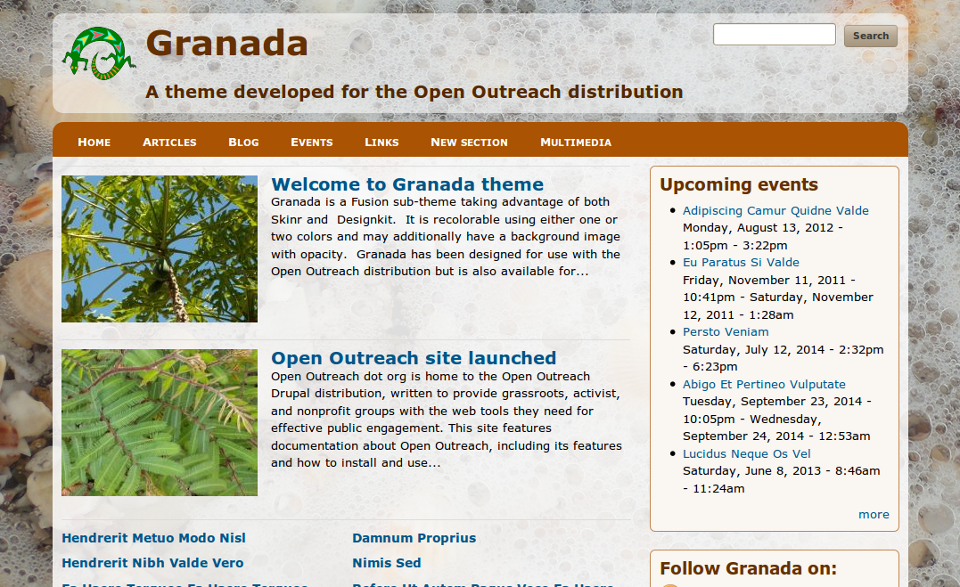 Granada
Search
A theme developed for the Open Outreach distribution
Home Articles Blog Events Links New section Multimedia
Welcome to Granada theme
Granada is a Fusion sub-theme taking advantage of both
Skinr and Designkit. It is recolorable using either one or
two colors and may additionally have a background image
with opacity. Granada has been designed for use with the
Open Outreach distribution but is also available for...
Open Outreach site launched
Open Outreach dot org is home to the Open Outreach
Drupal distribution, written to provide grassroots, activist,
and nonprofit groups with the web tools they need for
effective public engagement. This site features
documentation about Open Outreach, including its features
and how to install and use...
Hendrerit Metuo Modo Nisl
Damnum Proprius
Hendrerit Nibh Valde Vero
Nimis Sed
Upcoming events
Adipiscing Camur Quidne Valde
Monday, August 13, 2012 -
1:05pm - 3:22pm
Eu Paratus Si Valde
Friday, November 11, 2011 -
10:41pm - Saturday, November
12, 2011 - 1:28am
Persto Veniam
Saturday, July 12, 2014 - 2:32pm
- 6:23pm
Abigo Et Pertineo Vulputate
Tuesday, September 23, 2014 -
10:05pm - Wednesday,
September 24, 2014 - 12:53am
Lucidus Neque Os Vel
Saturday, June 8, 2013 - 8:46am
- 11:24am
more
Follow Granada on: